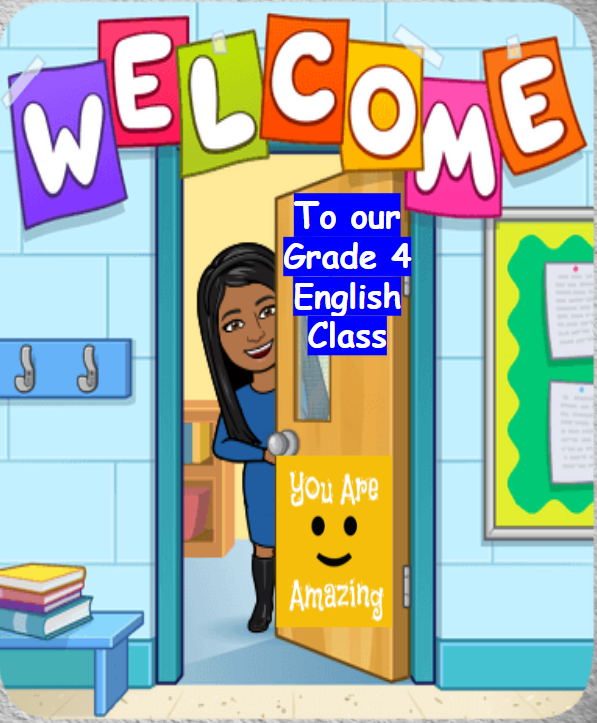 WELCOME
To our
Grade 4
English
Class
You Are
Amazing